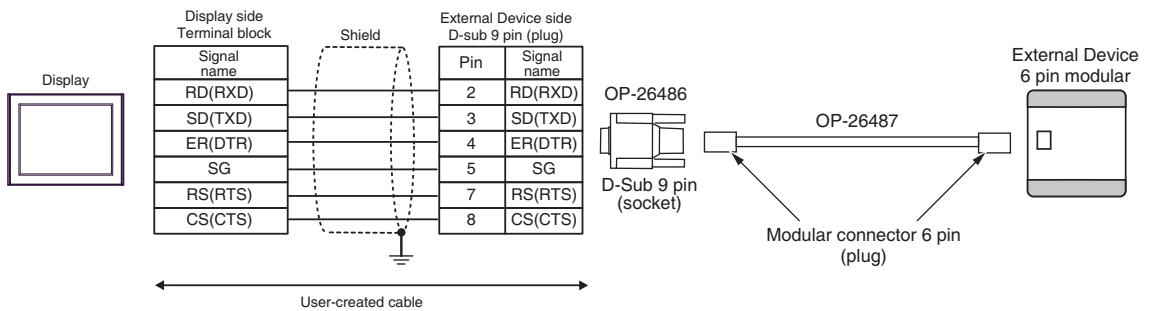 Display
Display side
Terminal block
Signal
name
RD(RXD)
SD(TXD)
ER(DTR)
SG
RS(RTS)
CS(CTS)
Shield
External Device side
D-sub 9 pin (plug)
Pin
Signal
name
2 RD(RXD)
3 SD(TXD)
4 ER(DTR)
5 SG
7 RS(RTS)
8 CS(CTS)
User-created cable
OP-26486
D-Sub 9 pin
(socket)
OP-26487
Modular connector 6 pin
(plug)
External Device
6 pin modular